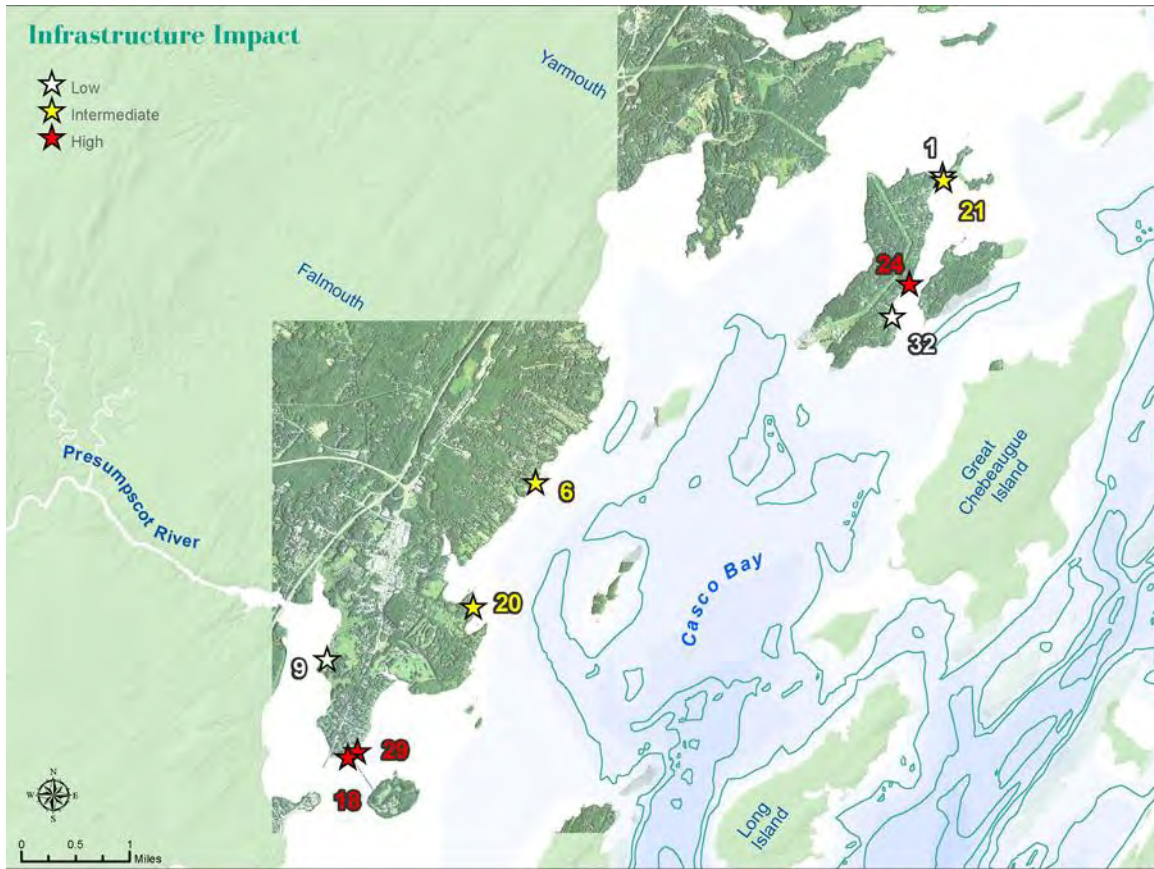 Infrastructure Impact
Low
Intermediate
High
Yarmouth
1
21
24
32
Falmouth
Presumpscot River
6
20
9
29
18
Casco Bay
Great
Chebeaugue
Island
Long
Island
N
W
E
S
0 0.5 1
Miles